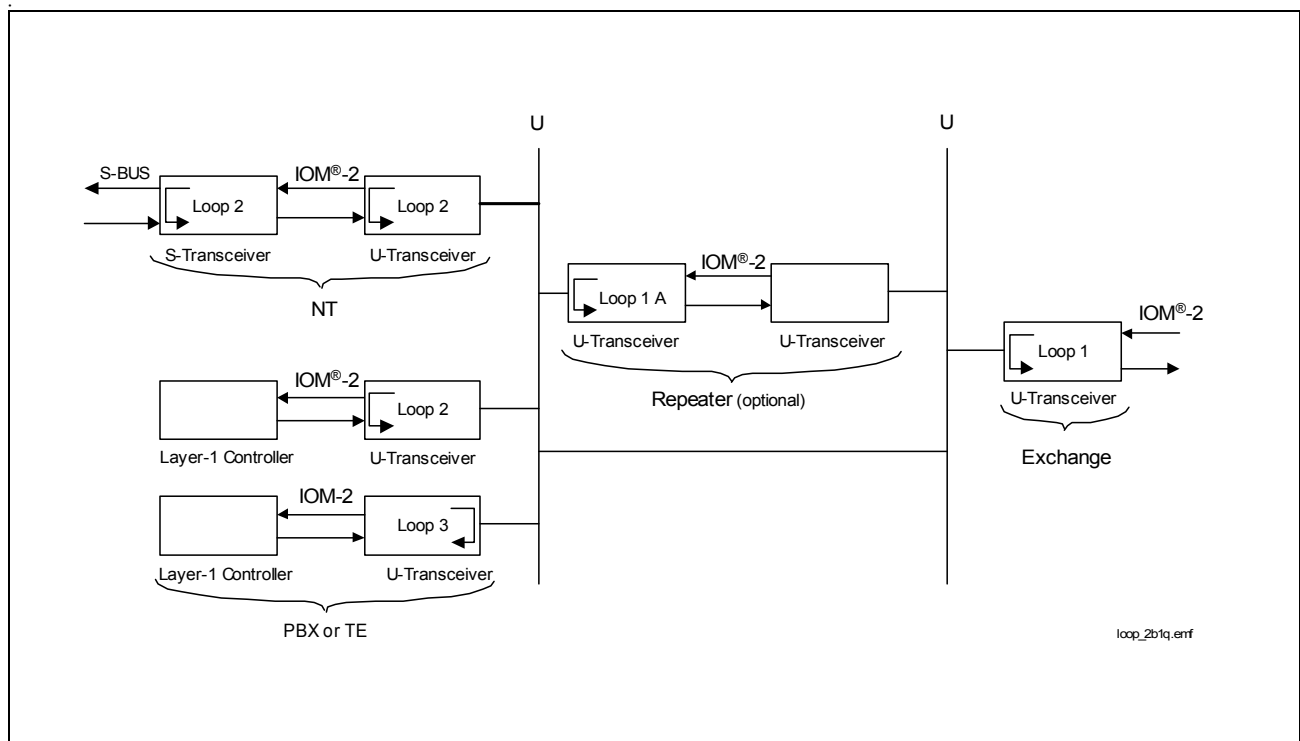 U
U
S-BUS
IOM®-2
Loop 2
Loop 2
S-Transceiver
U-Transceiver
NT
IOM®-2
Loop 1 A
U-Transceiver
U-Transceiver
Repeater (optional)
IOM®-2
Loop 1
U-Transceiver
Exchange
IOM®-2
Loop 2
Layer-1 Controller
U-Transceiver
IOM-2
Loop 3
Layer-1 Controller
U-Transceiver
PBX or TE
loop_2b1q.emf